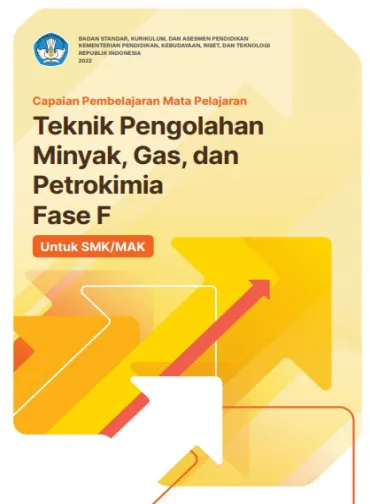 BADAN STANDAR, KURIKULUM, DAN ASESMEN PENDIDIKAN
KEMENTERIAN PENDIDIKAN, KEBUDAYAAN, RISET, DAN TEKNOLOGI
REPUBLIK INDONESIA
2022
Capaian Pembelajaran Mata Pelajaran
Teknik Pengolahan
Minyak, Gas, dan
Petrokimia
Fase F
Untuk SMK/MAK